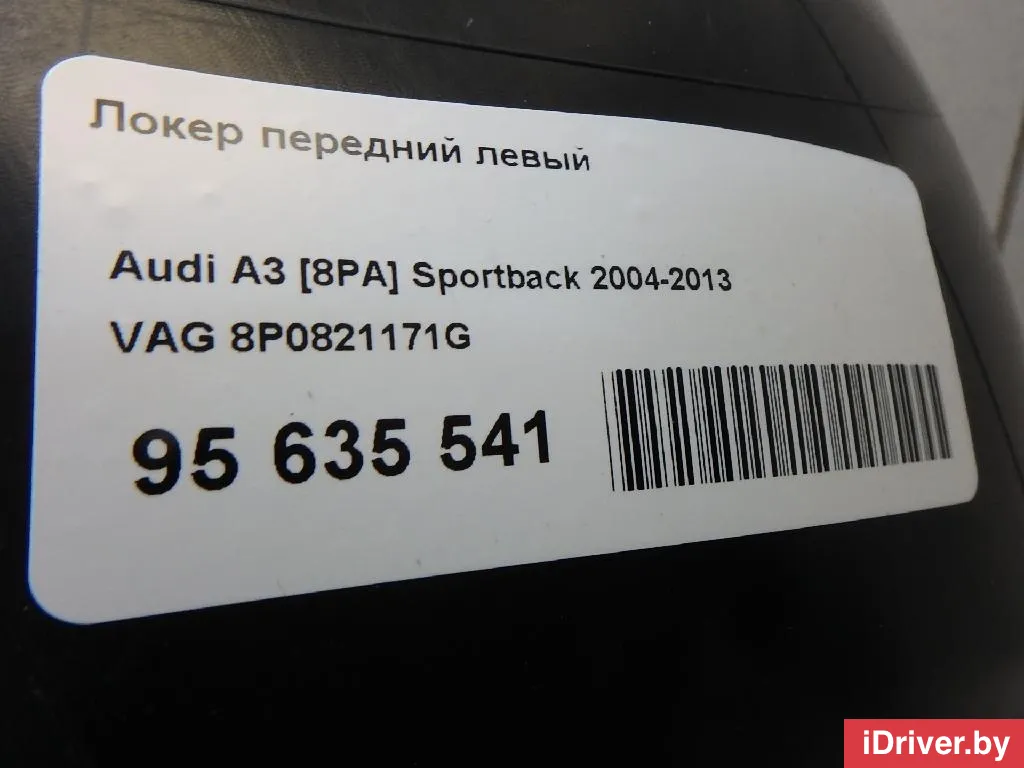 Локер передний левый
Audi A3 [8PA] Sportback 2004-2013
VAG 8P0821171G
95 635 541
iDriver.by